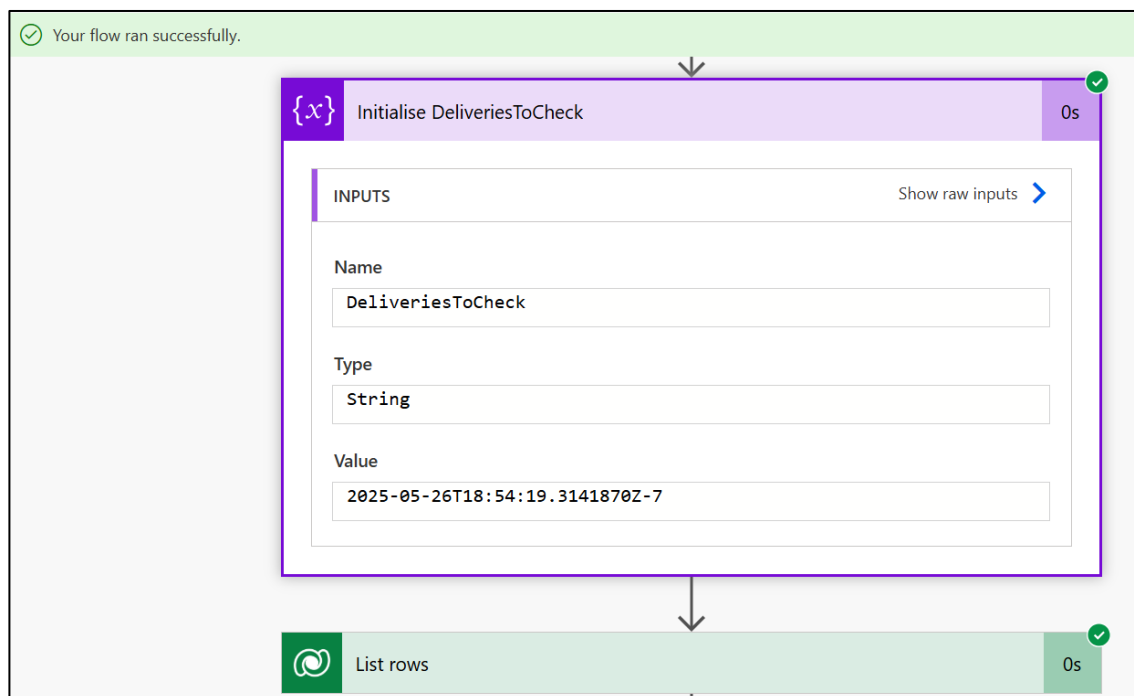 Your flow ran successfully.
{x} Initialise DeliveriesToCheck 0s
INPUTS Show raw inputs
Name
DeliveriesToCheck
Type
String
Value
2025-05-26T18:54:19.3141870Z-7
List rows 0s